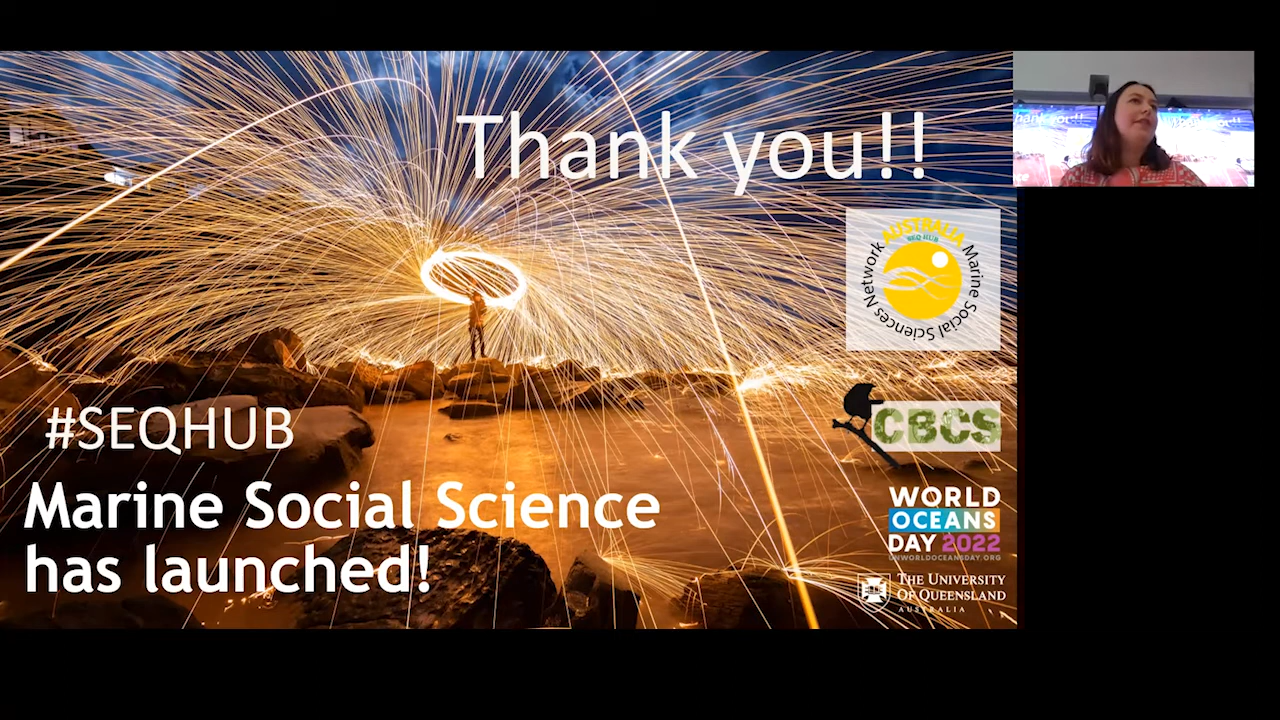 Thank you!!
AUSTRALIA
SEQ HUB
Marine Social Sciences Network
#SEQHUB
CBCS
Marine Social Science
has launched!
WORLD
OCEANS
DAY 2022
UNWORLDOCEANSDAY.ORG
THE UNIVERSITY
OF QUEENSLAND
AUSTRALIA